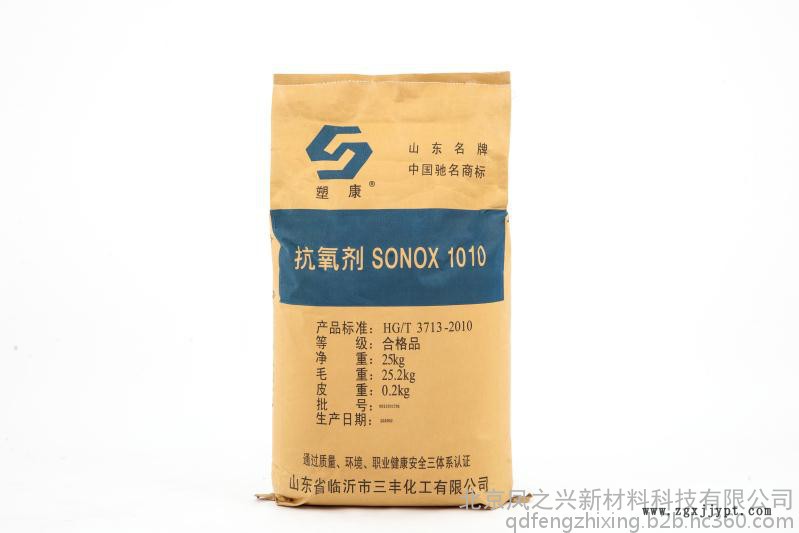 山东名牌
中国驰名商标
塑康®
抗氧剂 SONOX 1010
产品标准: HG/T 3713-2010
等 级: 合格品
净 重: 25kg
毛 重: 25.2kg
皮 重: 0.2kg
批 号:
生产日期:
通过质量、环境、职业健康安全三体系认证
山东省临沂市三丰化工有限公司
北京风之兴新材料科技有限公司
www.zgxjjypt.com
qdfengzhixing.b2b.hc360.com